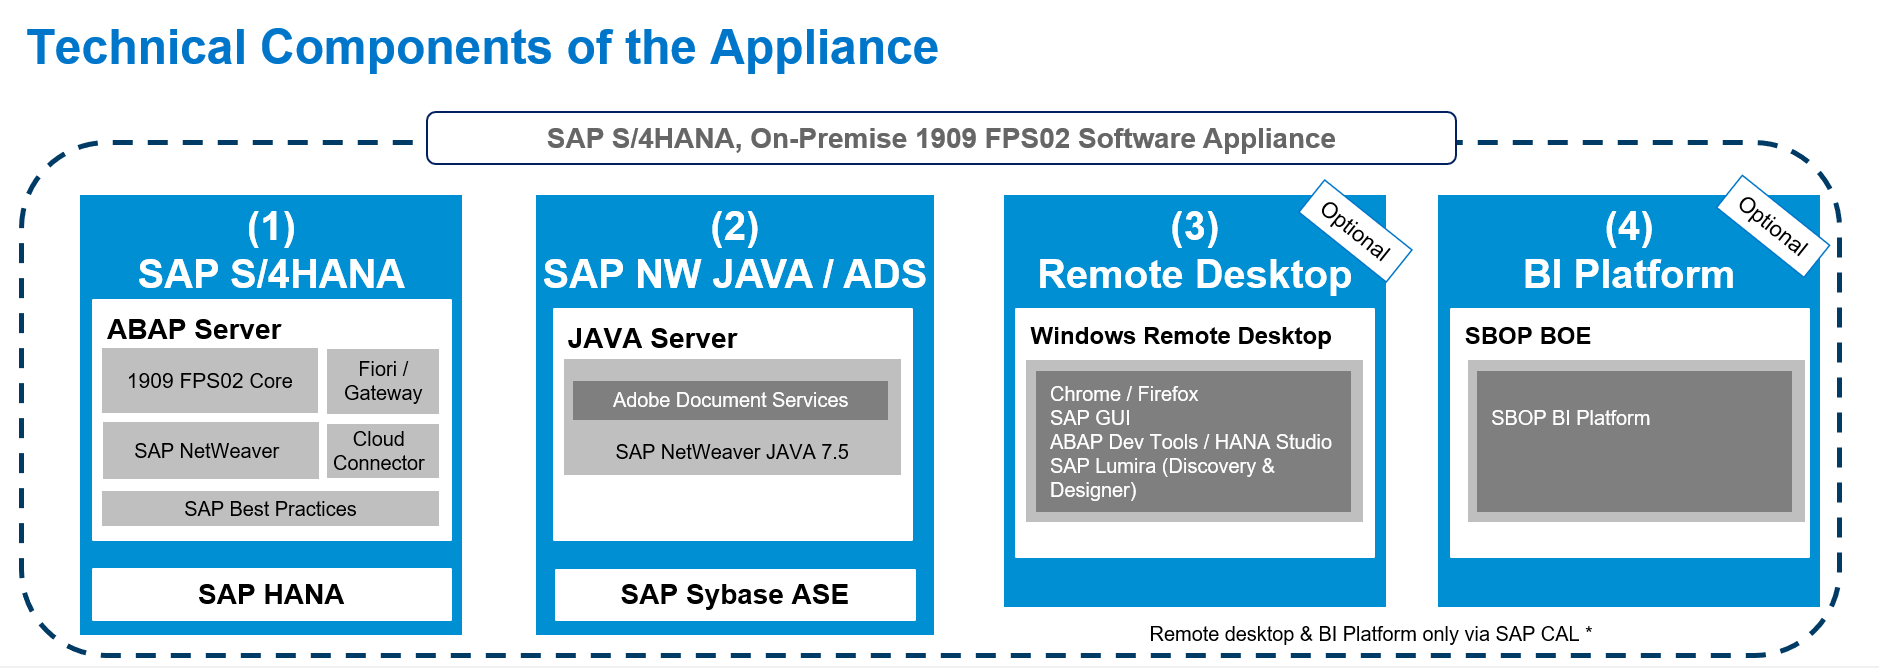 Technical Components of the Appliance
SAP S/4HANA, On-Premise 1909 FPS02 Software Appliance
(1)
SAP S/4HANA
ABAP Server
1909 FPS02 Core
Fiori /
Gateway
SAP NetWeaver
Cloud
Connector
SAP Best Practices
SAP HANA
(2)
SAP NW JAVA / ADS
JAVA Server
Adobe Document Services
SAP NetWeaver JAVA 7.5
SAP Sybase ASE
(3)
Remote Desktop
Optional
Windows Remote Desktop
Chrome / Firefox
SAP GUI
ABAP Dev Tools / HANA Studio
SAP Lumira (Discovery &
Designer)
(4)
BI Platform
Optional
SBOP BOE
SBOP BI Platform
Remote desktop & BI Platform only via SAP CAL *